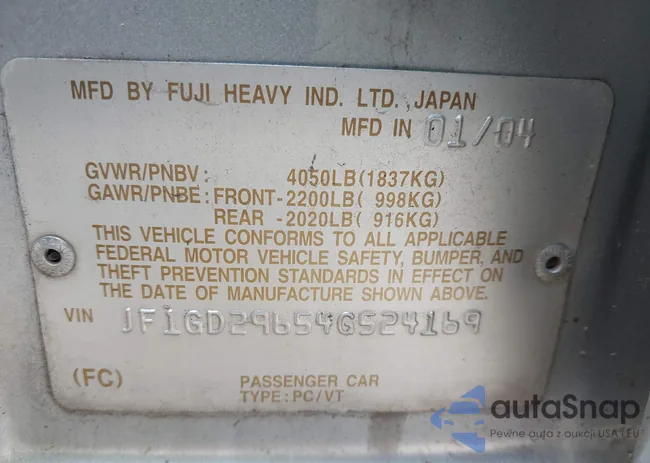 MFD BY FUJI HEAVY IND. LTD., JAPAN
MFD IN 01/04
GVWR/PNBV: 4050LB(1837KG)
GAWR/PNBE: FRONT-2200LB( 998KG)
REAR -2020LB( 916KG)
THIS VEHICLE CONFORMS TO ALL APPLICABLE
FEDERAL MOTOR VEHICLE SAFETY, BUMPER, AND
THEFT PREVENTION STANDARDS IN EFFECT ON
THE DATE OF MANUFACTURE SHOWN ABOVE.
VIN JF1GD29654G524169
(FC) PASSENGER CAR
TYPE: PC/VT
autaSnap
Pewne auta z aukcji USA i EU